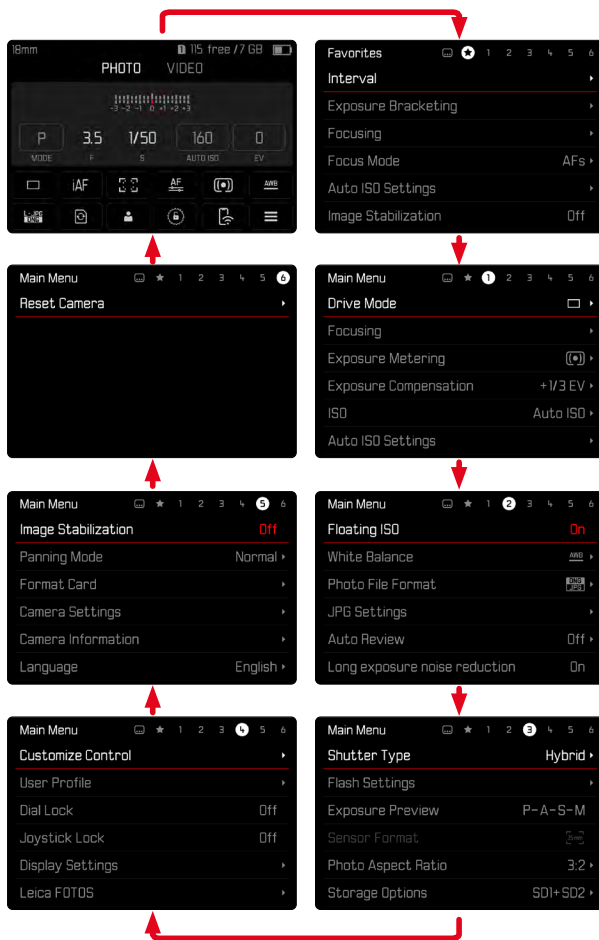 18mm 1 115 free / 7 GB
PHOTO VIDEO
-3 -2 -1 0 +1 +2 +3
P 3.5 1/50 160 0
MODE F S AUTO ISO EV
iAF AF AWB
L-JPG DNG
Favorites 1 2 3 4 5 6
Interval
Exposure Bracketing
Focusing
Focus Mode AFs
Auto ISO Settings
Image Stabilization Off
Main Menu 1 2 3 4 5 6
Drive Mode
Focusing
Exposure Metering
Exposure Compensation +1/3 EV
ISO Auto ISO
Auto ISO Settings
Main Menu 1 2 3 4 5 6
Floating ISO On
White Balance AWB
Photo File Format DNG JPG
JPG Settings
Auto Review Off
Long exposure noise reduction On
Main Menu 1 2 3 4 5 6
Shutter Type Hybrid
Flash Settings
Exposure Preview P-A-S-M
Sensor Format 35mm
Photo Aspect Ratio 3:2
Storage Options SD1+SD2
Main Menu 1 2 3 4 5 6
Customize Control
User Profile
Dial Lock Off
Joystick Lock Off
Display Settings
Leica FOTOS
Main Menu 1 2 3 4 5 6
Image Stabilization Off
Panning Mode Normal
Format Card
Camera Settings
Camera Information
Language English
Main Menu 1 2 3 4 5 6
Reset Camera